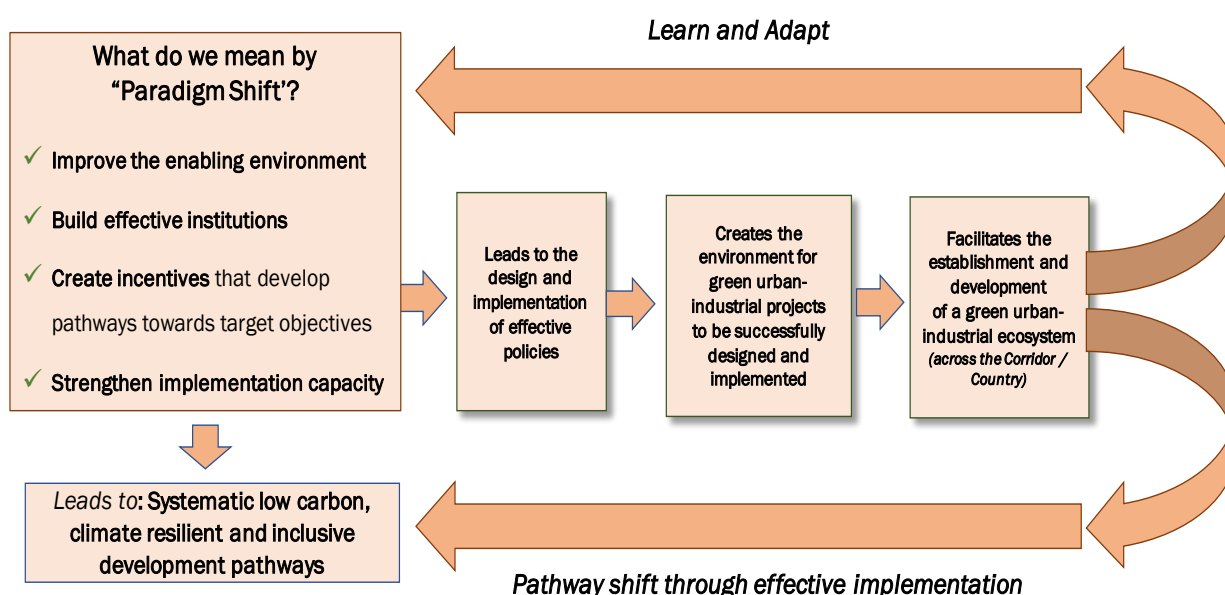 Learn and Adapt
What do we mean by
“Paradigm Shift’?
✓ Improve the enabling environment
✓ Build effective institutions
✓ Create incentives that develop
pathways towards target objectives
✓ Strengthen implementation capacity
Leads to the
design and
implementation
of effective
policies
Creates the
environment for
green urban-
industrial projects
to be successfully
designed and
implemented
Facilitates the
establishment and
development
of a green urban-
industrial ecosystem
(across the Corridor /
Country)
Leads to: Systematic low carbon,
climate resilient and inclusive
development pathways
Pathway shift through effective implementation